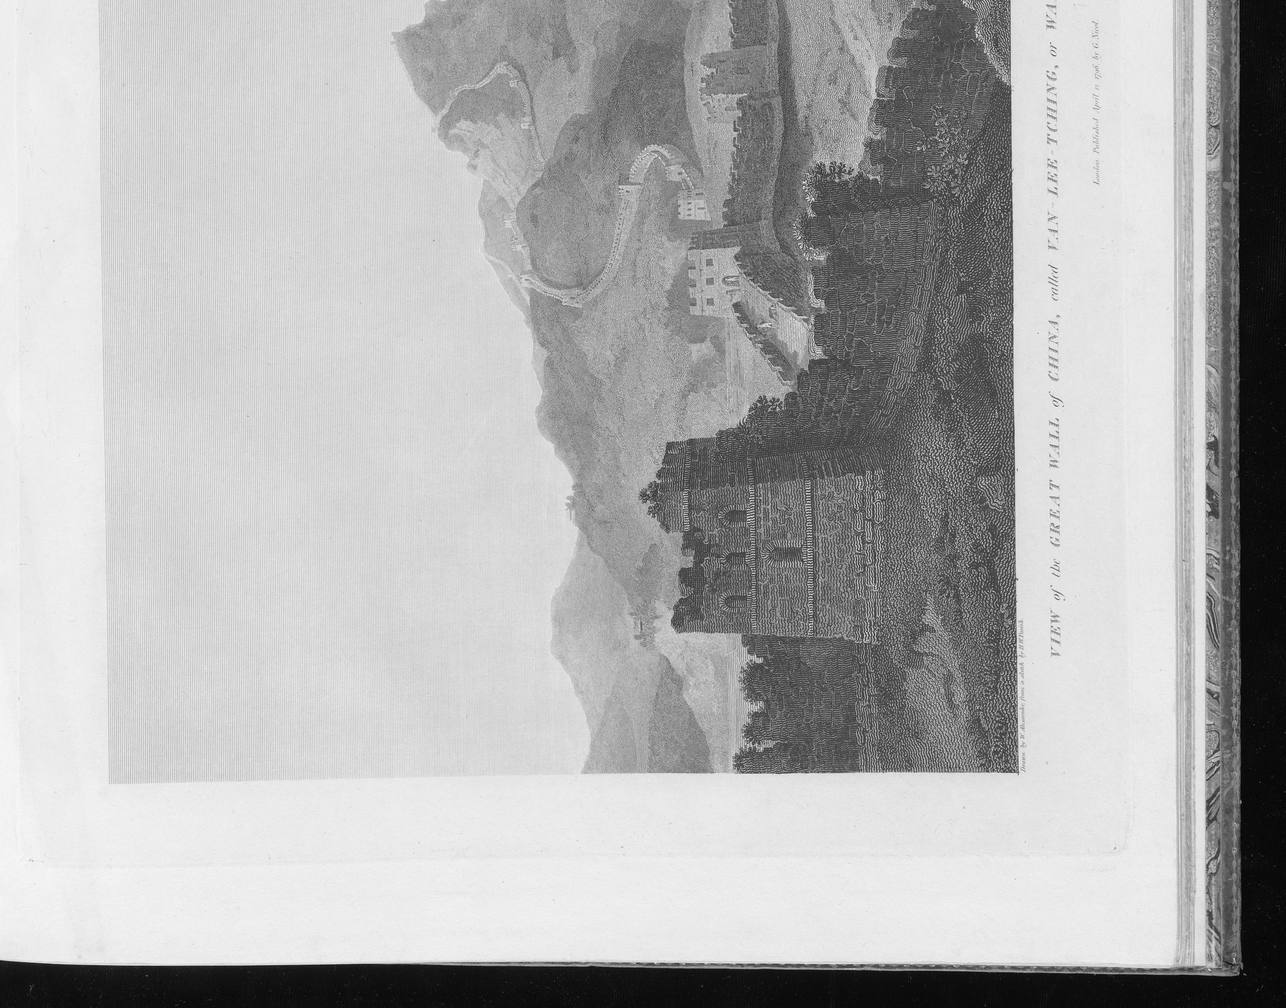 Drawn by W. Alexander, from a sketch by H.W. Parish
VIEW of the GREAT WALL of CHINA, called VAN-LEE-TCHING, or WA
London Published April 12 1796 by G. Nicol